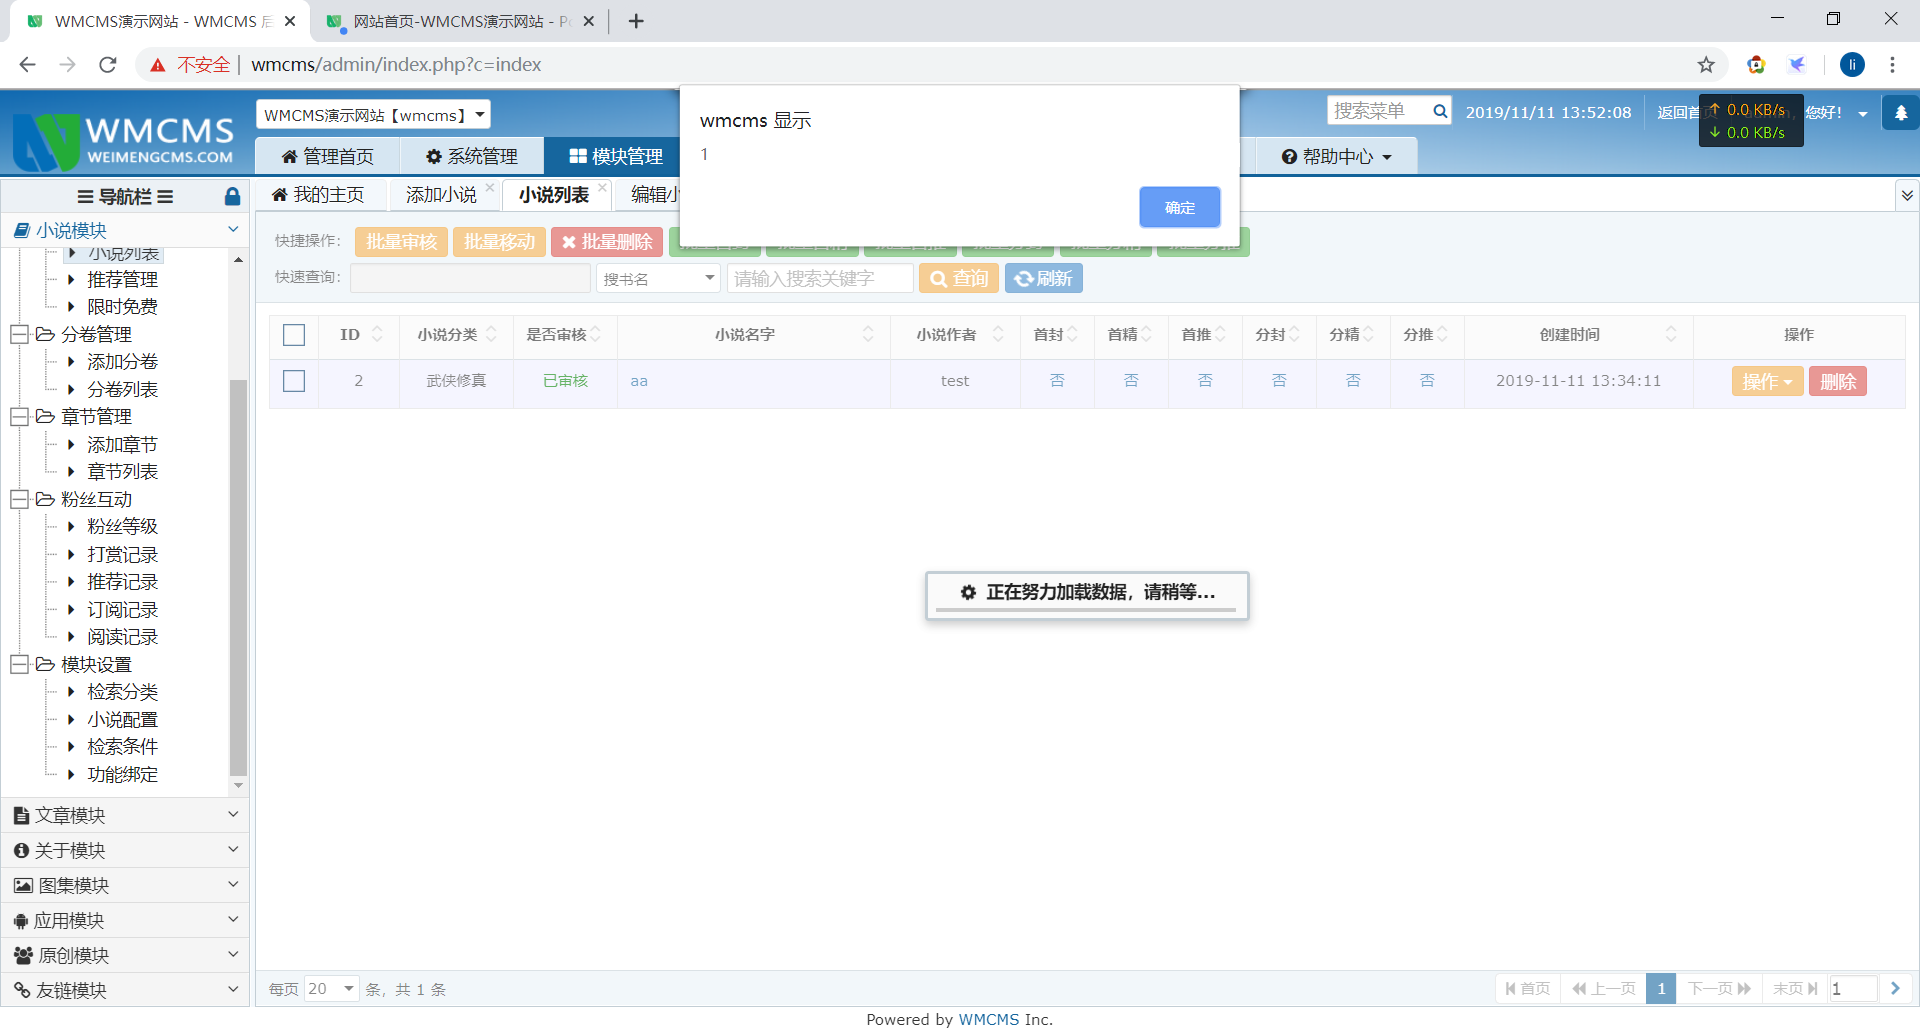 WMCMS演示网站 - WMCMS 后
网站首页-WMCMS演示网站 - Po
不安全 | wmcms/admin/index.php?c=index
li
WMCMS
WEIMENGCMS.COM
WMCMS演示网站【wmcms】
wmcms 显示
1
确定
搜索菜单
2019/11/11 13:52:08
返回首页
您好!
↑ 0.0 KB/s
↓ 0.0 KB/s
管理首页
系统管理
模块管理
帮助中心
导航栏
我的主页
添加小说
小说列表
编辑小
小说模块
小说列表
推荐管理
限时免费
分卷管理
添加分卷
分卷列表
章节管理
添加章节
章节列表
粉丝互动
粉丝等级
打赏记录
推荐记录
订阅记录
阅读记录
模块设置
检索分类
小说配置
检索条件
功能绑定
文章模块
关于模块
图集模块
应用模块
原创模块
友链模块
快捷操作: 批量审核 批量移动 批量删除
快速查询: 搜书名 请输入搜索关键字 查询 刷新
ID 小说分类 是否审核 小说名字 小说作者 首封 首精 首推 分封 分精 分推 创建时间 操作
2 武侠修真 已审核 aa test 否 否 否 否 否 否 2019-11-11 13:34:11 操作 删除
正在努力加载数据，请稍等...
每页 20 条，共 1 条
首页 上一页 1 下一页 末页 1
Powered by WMCMS Inc.